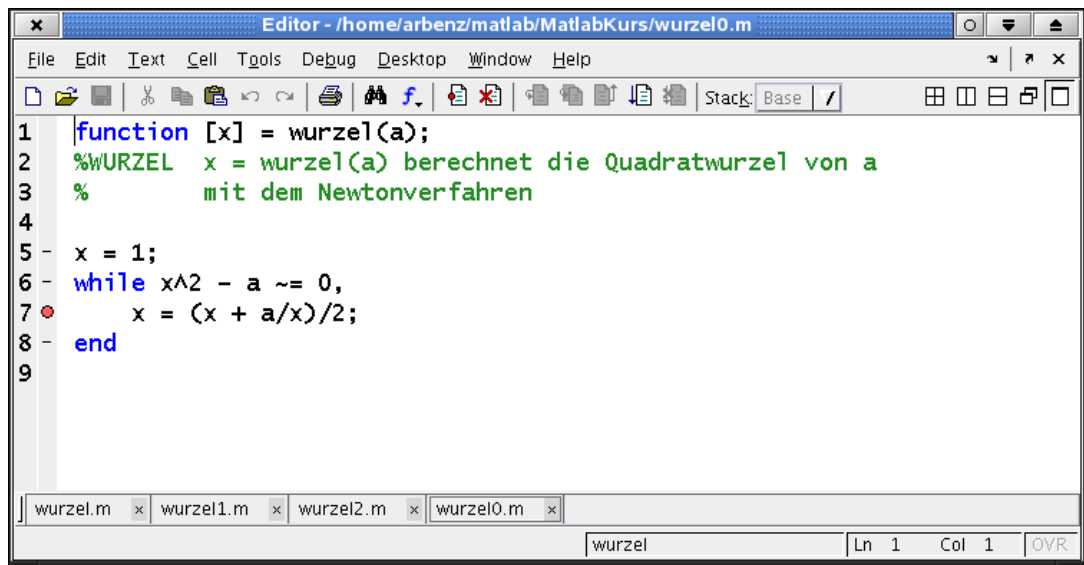 Editor - /home/arbenz/matlab/MatlabKurs/wurzel0.m
File Edit Text Cell Tools Debug Desktop Window Help
Stack: Base
1 function [x] = wurzel(a);
2 %WURZEL  x = wurzel(a) berechnet die Quadratwurzel von a
3 %        mit dem Newtonverfahren
4
5 - x = 1;
6 - while x^2 - a ~= 0,
7     x = (x + a/x)/2;
8 - end
9
wurzel.m × wurzel1.m × wurzel2.m × wurzel0.m ×
wurzel Ln 1 Col 1 OVR